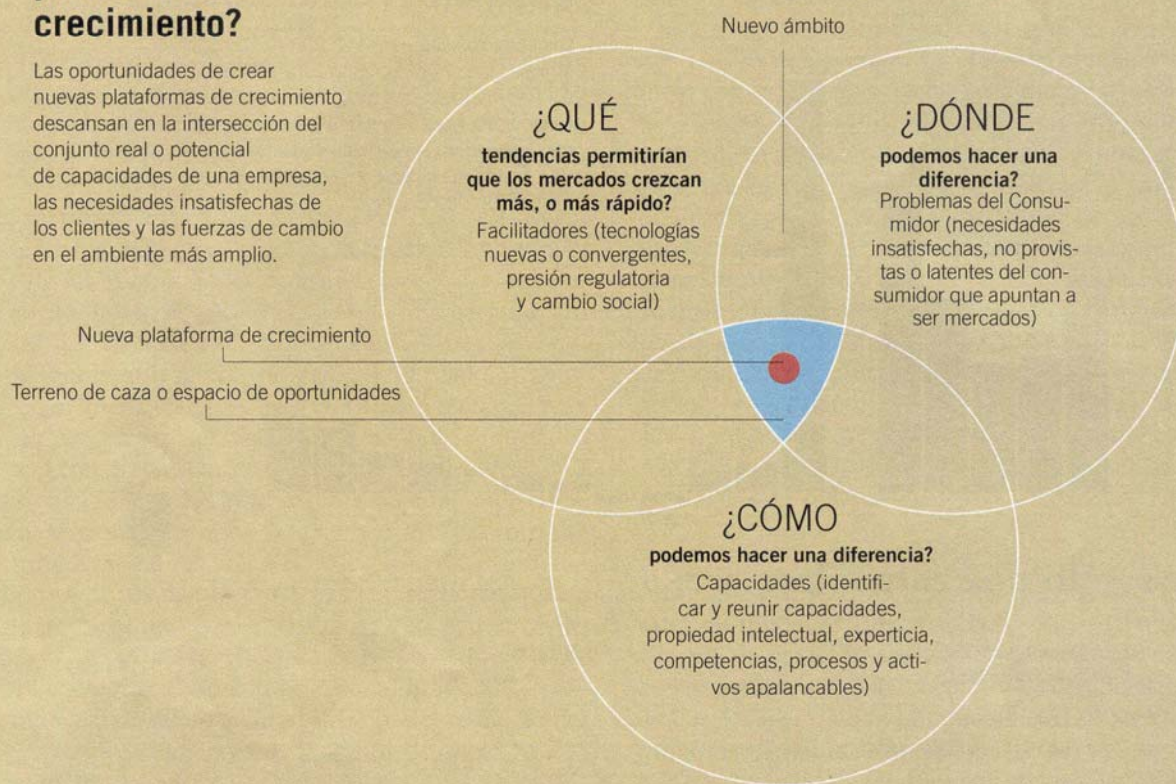 crecimiento?
Las oportunidades de crear
nuevas plataformas de crecimiento
descansan en la intersección del
conjunto real o potencial
de capacidades de una empresa,
las necesidades insatisfechas de
los clientes y las fuerzas de cambio
en el ambiente más amplio.
Nuevo ámbito
¿QUÉ
tendencias permitirían
que los mercados crezcan
más, o más rápido?
Facilitadores (tecnologías
nuevas o convergentes,
presión regulatoria
y cambio social)
¿DÓNDE
podemos hacer una
diferencia?
Problemas del Consu-
midor (necesidades
insatisfechas, no provis-
tas o latentes del con-
sumidor que apuntan a
ser mercados)
Nueva plataforma de crecimiento
Terreno de caza o espacio de oportunidades
¿CÓMO
podemos hacer una diferencia?
Capacidades (identifi-
car y reunir capacidades,
propiedad intelectual, experticia,
competencias, procesos y acti-
vos apalancables)